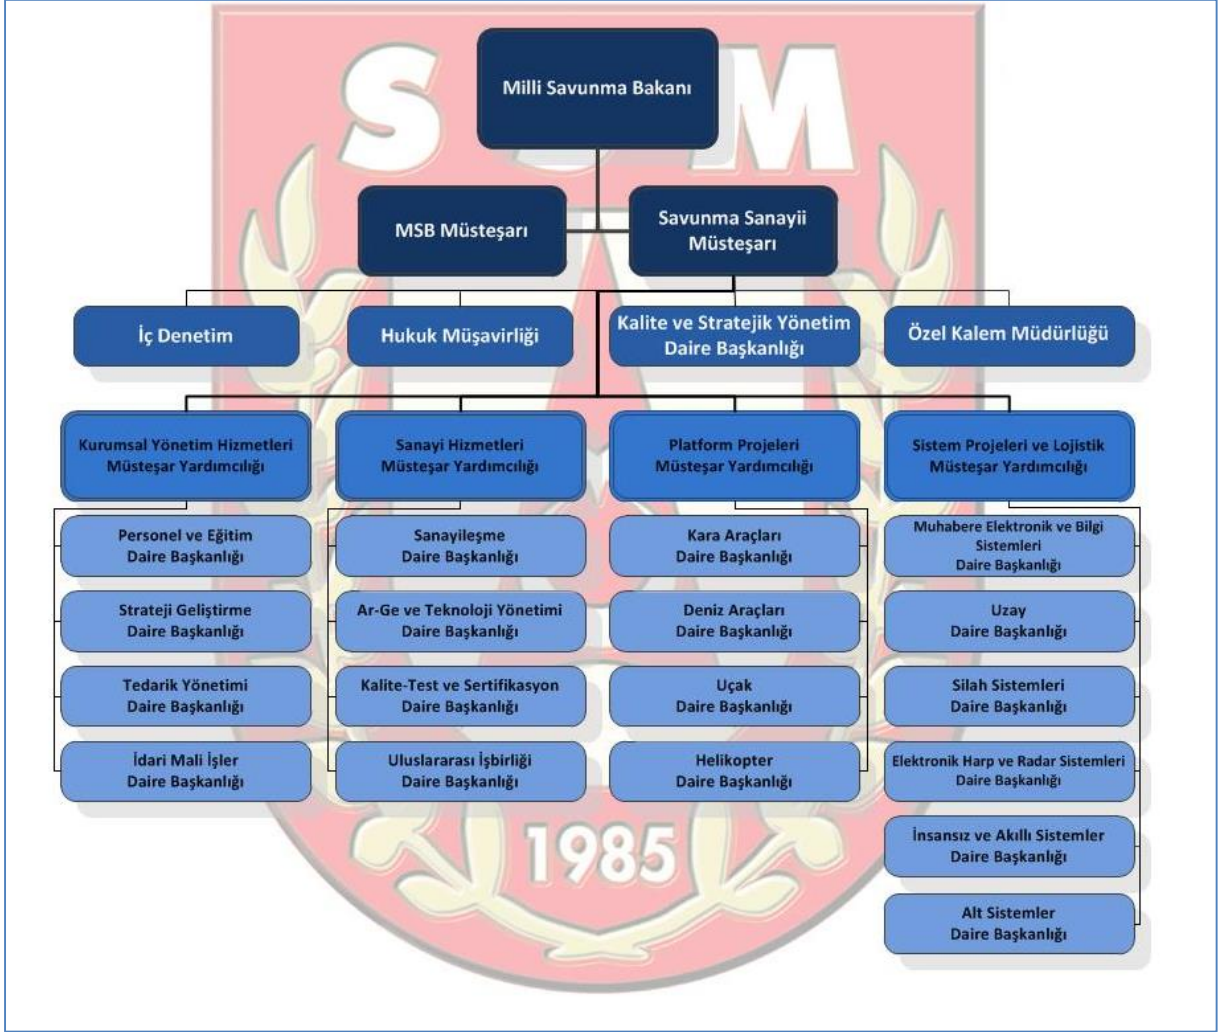 Milli Savunma Bakanı
MSB Müsteşarı
Savunma Sanayii
Müsteşarı
İç Denetim
Hukuk Müşavirliği
Kalite ve Stratejik Yönetim
Daire Başkanlığı
Özel Kalem Müdürlüğü
Kurumsal Yönetim Hizmetleri
Müsteşar Yardımcılığı
Personel ve Eğitim
Daire Başkanlığı
Strateji Geliştirme
Daire Başkanlığı
Tedarik Yönetimi
Daire Başkanlığı
İdari Mali İşler
Daire Başkanlığı
Sanayi Hizmetleri
Müsteşar Yardımcılığı
Sanayileşme
Daire Başkanlığı
Ar-Ge ve Teknoloji Yönetimi
Daire Başkanlığı
Kalite-Test ve Sertifikasyon
Daire Başkanlığı
Uluslararası İşbirliği
Daire Başkanlığı
Platform Projeleri
Müsteşar Yardımcılığı
Kara Araçları
Daire Başkanlığı
Deniz Araçları
Daire Başkanlığı
Uçak
Daire Başkanlığı
Helikopter
Daire Başkanlığı
Sistem Projeleri ve Lojistik
Müsteşar Yardımcılığı
Muhabere Elektronik ve Bilgi
Sistemleri
Daire Başkanlığı
Uzay
Daire Başkanlığı
Silah Sistemleri
Daire Başkanlığı
Elektronik Harp ve Radar Sistemleri
Daire Başkanlığı
İnsansız ve Akıllı Sistemler
Daire Başkanlığı
Alt Sistemler
Daire Başkanlığı
1985